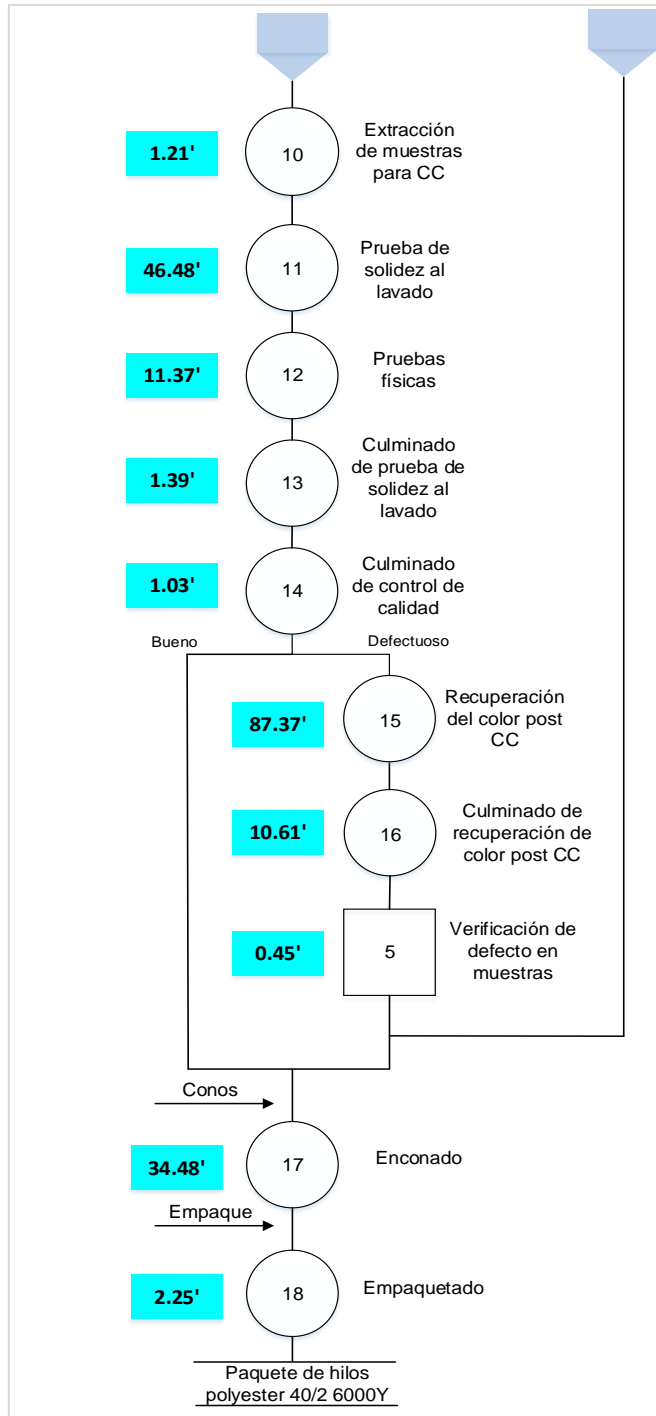 1.21'
10
Extracción
de muestras
para CC
46.48'
11
Prueba de
solidez al
lavado
11.37'
12
Pruebas
físicas
1.39'
13
Culminado
de prueba de
solidez al
lavado
1.03'
14
Culminado
de control de
calidad
Bueno
Defectuoso
87.37'
15
Recuperación
del color post
CC
10.61'
16
Culminado de
recuperación de
color post CC
0.45'
5
Verificación de
defecto en
muestras
Conos
34.48'
17
Enconado
Empaque
2.25'
18
Empaquetado
Paquete de hilos
polyester 40/2 6000Y